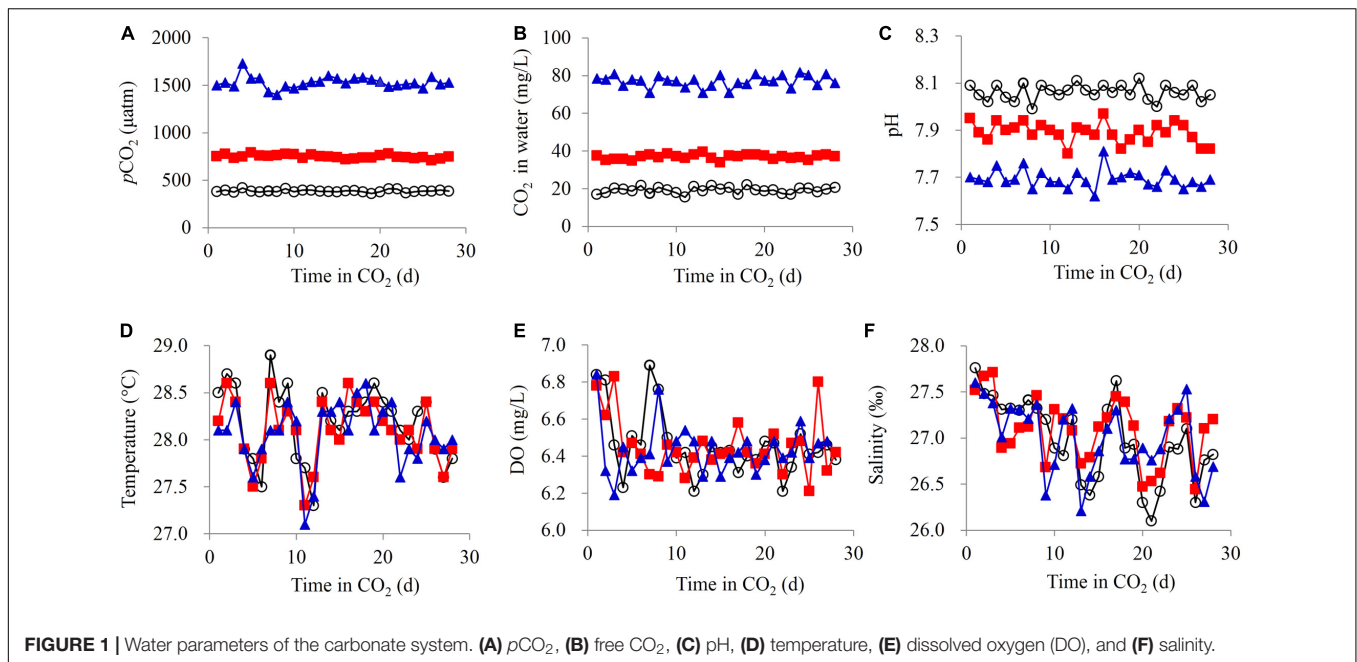 A
2000
1500
1000
500
0
pCO₂ (µatm)
0 10 20 30
Time in CO₂ (d)
B
100
80
60
40
20
0
CO₂ in water (mg/L)
0 10 20 30
Time in CO₂ (d)
C
8.3
8.1
7.9
7.7
7.5
pH
0 10 20 30
Time in CO₂ (d)
D
29.0
28.5
28.0
27.5
27.0
Temperature (°C)
0 10 20 30
Time in CO₂ (d)
E
7.0
6.8
6.6
6.4
6.2
6.0
DO (mg/L)
0 10 20 30
Time in CO₂ (d)
F
28.0
27.5
27.0
26.5
26.0
Salinity (‰)
0 10 20 30
Time in CO₂ (d)
FIGURE 1 | Water parameters of the carbonate system. (A) pCO₂, (B) free CO₂, (C) pH, (D) temperature, (E) dissolved oxygen (DO), and (F) salinity.